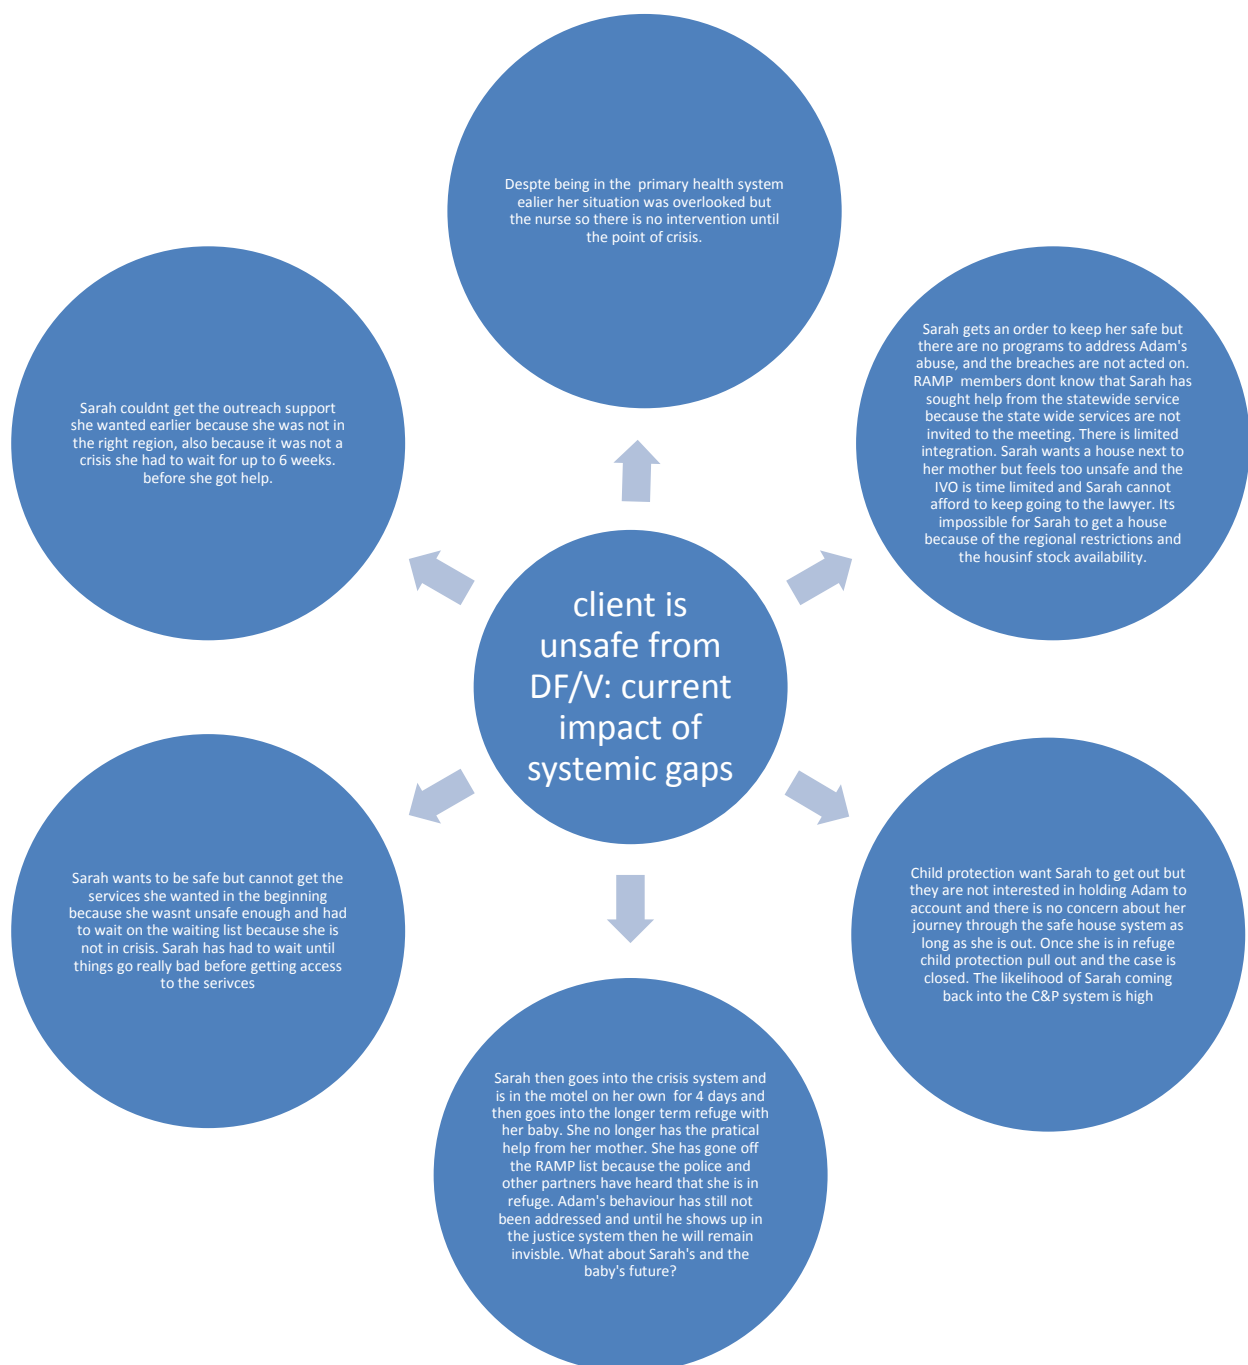 Despte being in the  primary health system
ealier her situation was overlooked but
the nurse so there is no intervention until
the point of crisis.
Sarah gets an order to keep her safe but
there are no programs to address Adam's
abuse, and the breaches are not acted on.
RAMP  members dont know that Sarah has
sought help from the statewide service
because the state wide services are not
invited to the meeting. There is limited
integration. Sarah wants a house next to
her mother but feels too unsafe and the
IVO is time limited and Sarah cannot
afford to keep going to the lawyer. Its
impossible for Sarah to get a house
because of the regional restrictions and
the housinf stock availability.
Child protection want Sarah to get out but
they are not interested in holding Adam to
account and there is no concern about her
journey through the safe house system as
long as she is out. Once she is in refuge
child protection pull out and the case is
closed. The likelihood of Sarah coming
back into the C&P system is high
Sarah then goes into the crisis system and
is in the motel on her own  for 4 days and
then goes into the longer term refuge with
her baby. She no longer has the pratical
help from her mother. She has gone off
the RAMP list because the police and
other partners have heard that she is in
refuge. Adam's behaviour has still not
been addressed and until he shows up in
the justice system then he will remain
invisble. What about Sarah's and the
baby's future?
Sarah wants to be safe but cannot get the
services she wanted in the beginning
because she wasnt unsafe enough and had
to wait on the waiting list because she is
not in crisis. Sarah has had to wait until
things go really bad before getting access
to the serivces
Sarah couldnt get the outreach support
she wanted earlier because she was not in
the right region, also because it was not a
crisis she had to wait for up to 6 weeks.
before she got help.
client is
unsafe from
DF/V: current
impact of
systemic gaps